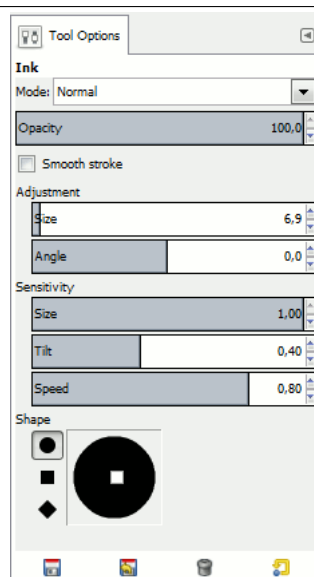 Tool Options
Ink
Mode: Normal
Opacity 100,0
Smooth stroke
Adjustment
Size 6,9
Angle 0,0
Sensitivity
Size 1,00
Tilt 0,40
Speed 0,80
Shape